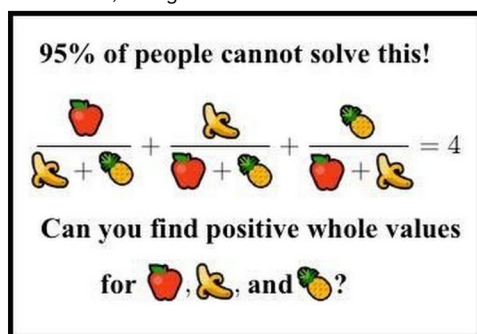 95% of people cannot solve this!
🍎/(🍌 + 🍍) + 🍌/(🍎 + 🍍) + 🍍/(🍎 + 🍌) = 4
Can you find positive whole values
for 🍎, 🍌, and 🍍?